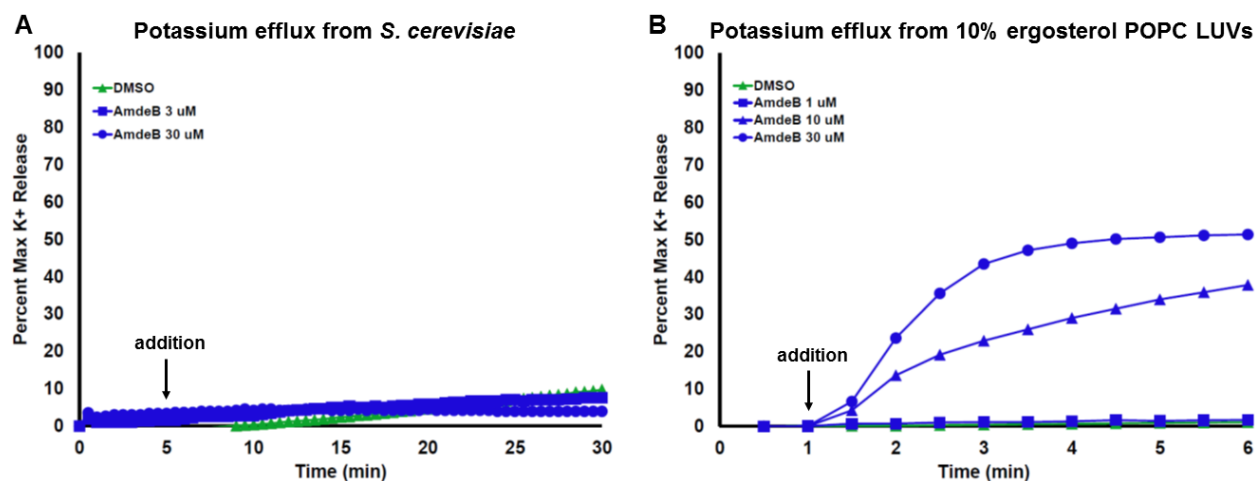 A
Potassium efflux from S. cerevisiae
100
90
80
70
60
50
40
30
20
10
0
Percent Max K+ Release
DMSO
AmdeB 3 uM
AmdeB 30 uM
addition
0
5
10
15
20
25
30
Time (min)
B
Potassium efflux from 10% ergosterol POPC LUVs
100
90
80
70
60
50
40
30
20
10
0
Percent Max K+ Release
DMSO
AmdeB 1 uM
AmdeB 10 uM
AmdeB 30 uM
addition
0
1
2
3
4
5
6
Time (min)